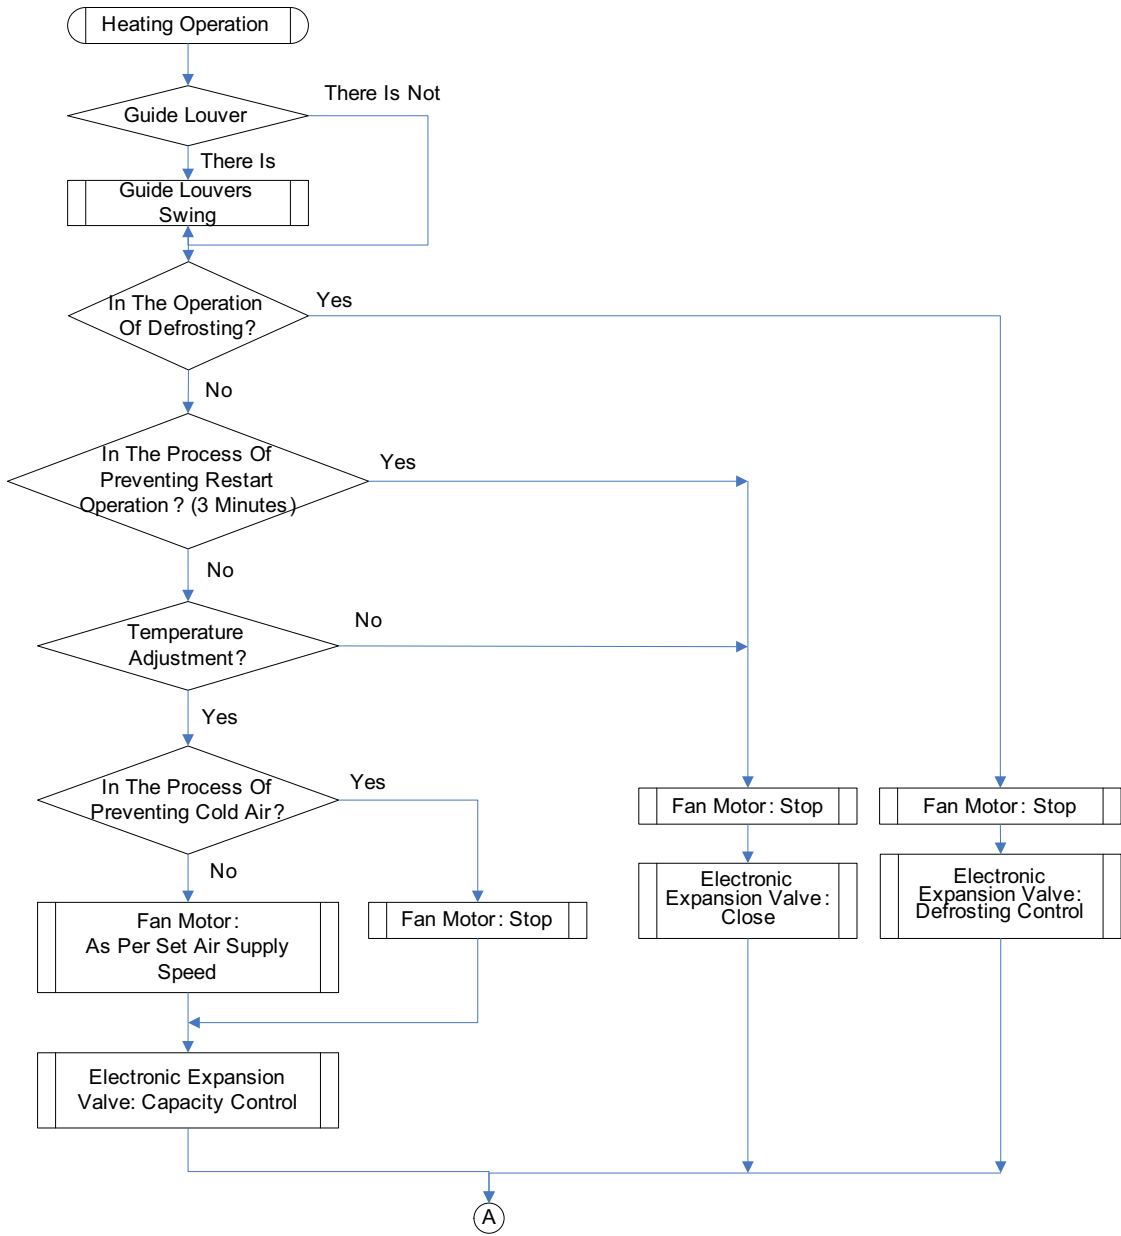 Heating Operation
There Is Not
Guide Louver
There Is
Guide Louvers
Swing
In The Operation
Of Defrosting?
Yes
No
In The Process Of
Preventing Restart
Operation? (3 Minutes)
Yes
No
Temperature
Adjustment?
No
Yes
In The Process Of
Preventing Cold Air?
Yes
No
Fan Motor:
As Per Set Air Supply
Speed
Fan Motor: Stop
Fan Motor: Stop
Electronic
Expansion Valve:
Close
Fan Motor: Stop
Electronic
Expansion Valve:
Defrosting Control
Electronic Expansion
Valve: Capacity Control
A